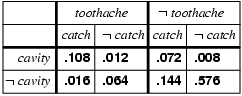 toothache ¬ toothache
catch ¬ catch catch ¬ catch
cavity .108 .012 .072 .008
¬ cavity .016 .064 .144 .576